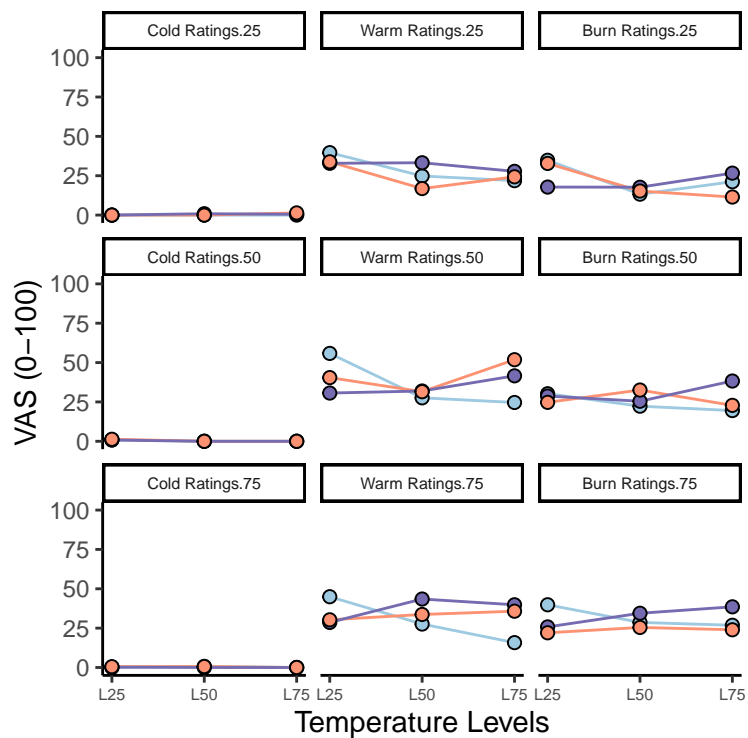 Cold Ratings.25 Warm Ratings.25 Burn Ratings.25
100
75
50
25
0
Cold Ratings.50 Warm Ratings.50 Burn Ratings.50
100
75
50
25
0
Cold Ratings.75 Warm Ratings.75 Burn Ratings.75
100
75
50
25
0
VAS (0−100)
L25 L50 L75 L25 L50 L75 L25 L50 L75
Temperature Levels